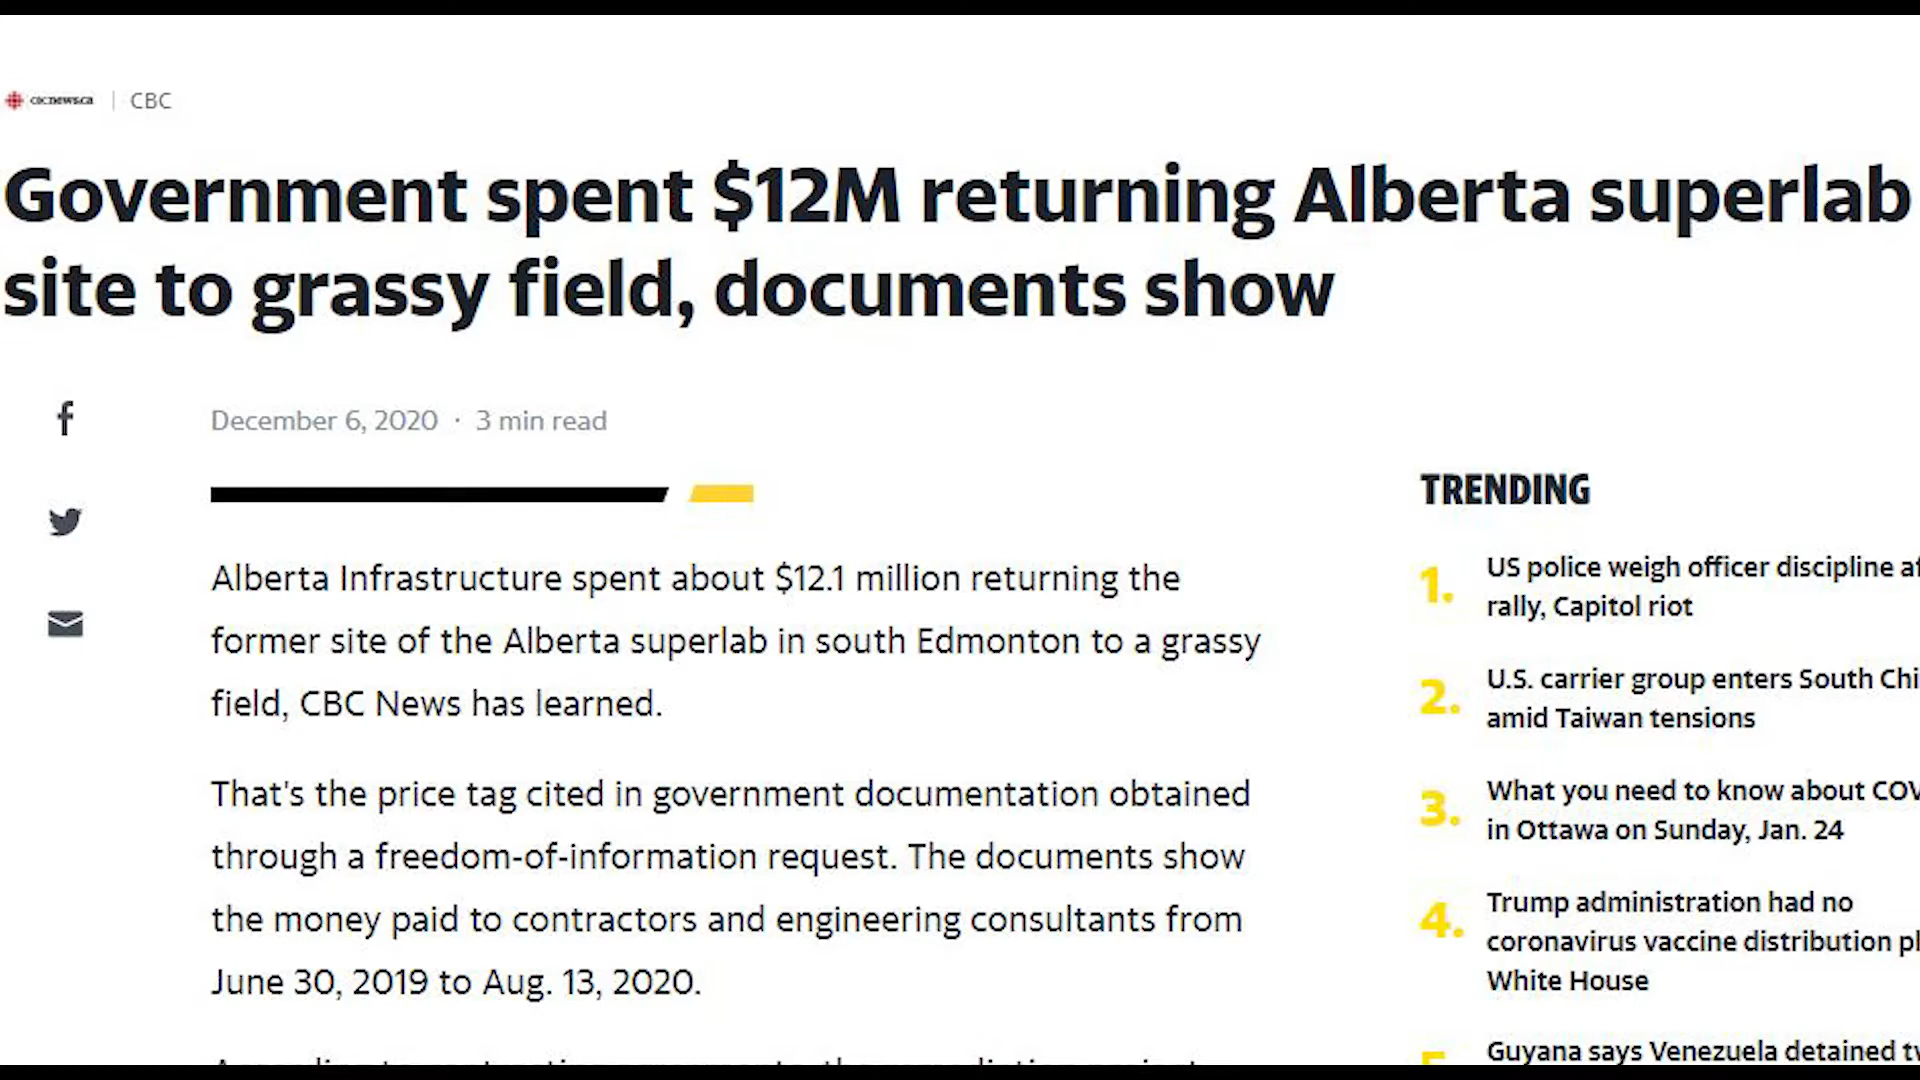 cbcnews.ca | CBC
Government spent $12M returning Alberta superlab
site to grassy field, documents show
December 6, 2020 · 3 min read
Alberta Infrastructure spent about $12.1 million returning the
former site of the Alberta superlab in south Edmonton to a grassy
field, CBC News has learned.
That's the price tag cited in government documentation obtained
through a freedom-of-information request. The documents show
the money paid to contractors and engineering consultants from
June 30, 2019 to Aug. 13, 2020.
TRENDING
1. US police weigh officer discipline
rally, Capitol riot
2. U.S. carrier group enters South
amid Taiwan tensions
3. What you need to know about
in Ottawa on Sunday, Jan. 24
4. Trump administration had no
coronavirus vaccine distribution
White House
5. Guyana says Venezuela detained